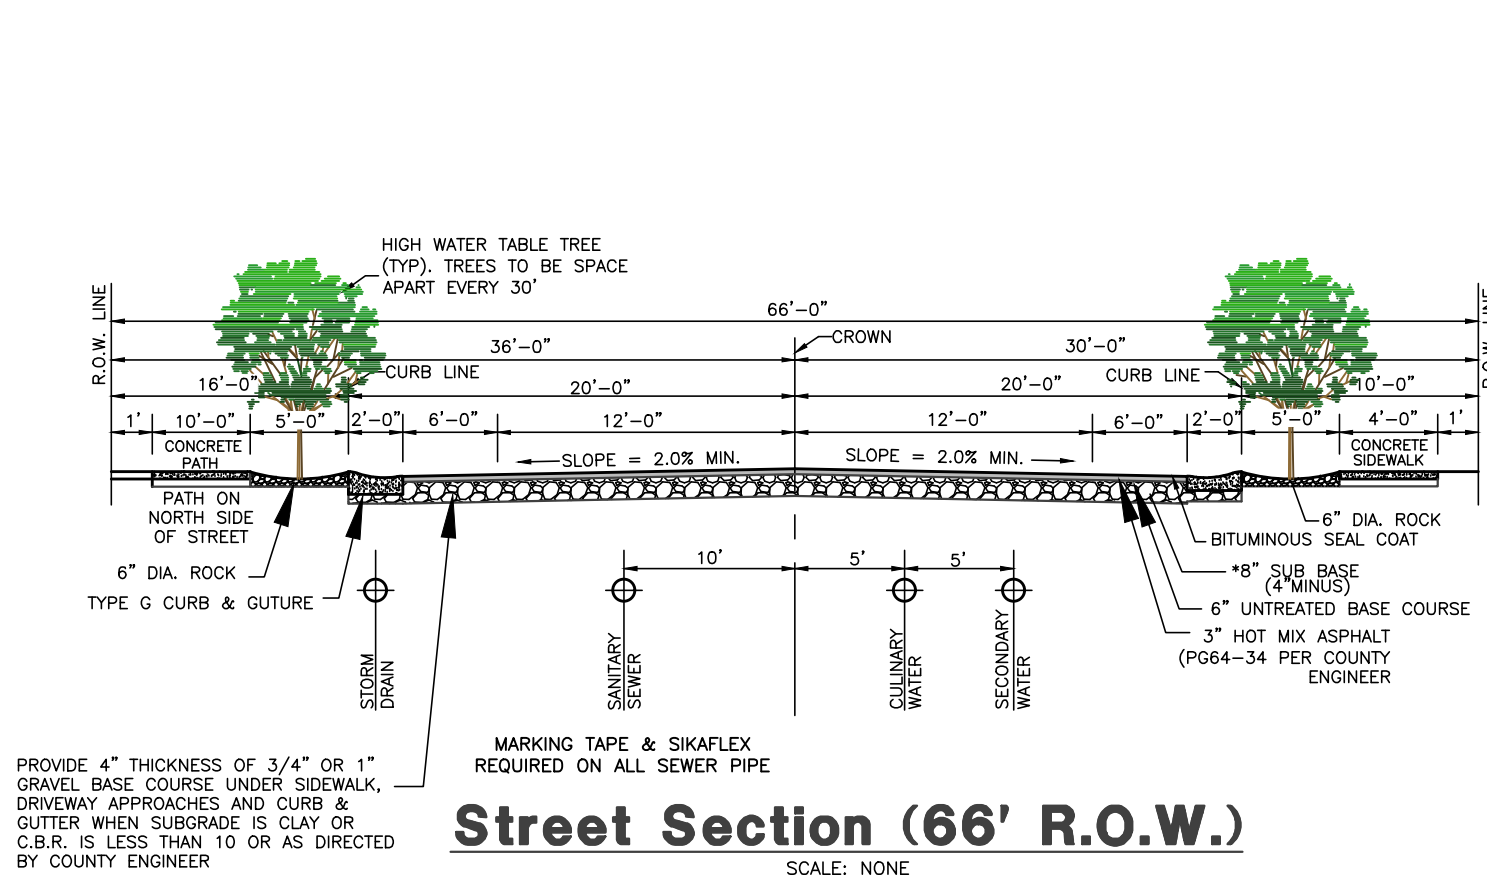 HIGH WATER TABLE TREE
(TYP). TREES TO BE SPACE
APART EVERY 30'
R.O.W. LINE
66'-0"
R.O.W. LINE
CROWN
36'-0"
30'-0"
CURB LINE
CURB LINE
16'-0"
20'-0"
20'-0"
10'-0"
1'
10'-0"
5'-0"
2'-0"
6'-0"
12'-0"
12'-0"
6'-0"
2'-0"
5'-0"
4'-0"
1'
CONCRETE
PATH
SLOPE = 2.0% MIN.
SLOPE = 2.0% MIN.
CONCRETE
SIDEWALK
PATH ON
NORTH SIDE
OF STREET
6" DIA. ROCK
TYPE G CURB & GUTURE
6" DIA. ROCK
BITUMINOUS SEAL COAT
*8" SUB BASE
(4"MINUS)
6" UNTREATED BASE COURSE
3" HOT MIX ASPHALT
(PG64-34 PER COUNTY
ENGINEER
10'
5'
5'
STORM
DRAIN
SANITARY
SEWER
CULINARY
WATER
SECONDARY
WATER
MARKING TAPE & SIKAFLEX
REQUIRED ON ALL SEWER PIPE
PROVIDE 4" THICKNESS OF 3/4" OR 1"
GRAVEL BASE COURSE UNDER SIDEWALK,
DRIVEWAY APPROACHES AND CURB &
GUTTER WHEN SUBGRADE IS CLAY OR
C.B.R. IS LESS THAN 10 OR AS DIRECTED
BY COUNTY ENGINEER
Street Section (66' R.O.W.)
SCALE: NONE